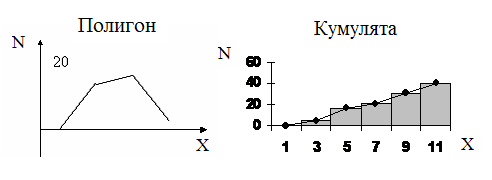 Полигон
N
20
X
Кумулята
N
60
40
20
0
1 3 5 7 9 11
X